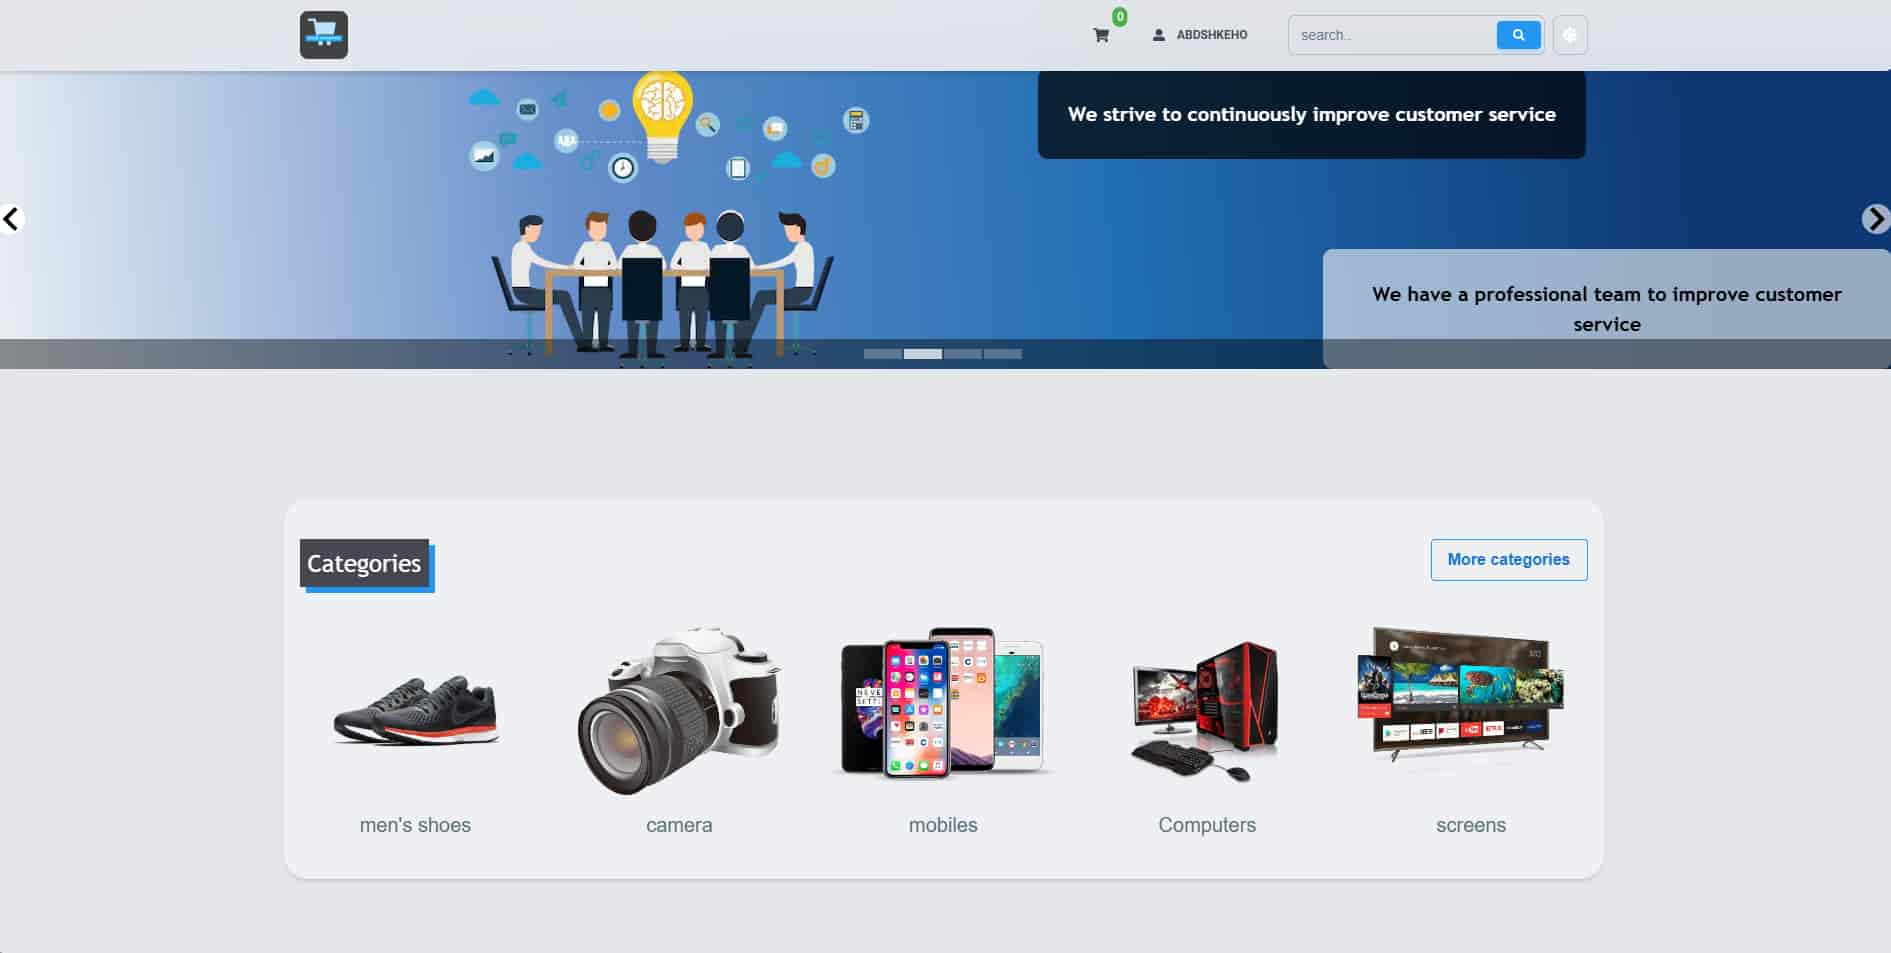 0
ABDSHKEHO
search..
We strive to continuously improve customer service
We have a professional team to improve customer
service
Categories
More categories
NEVER
men's shoes
camera
mobiles
Computers
screens